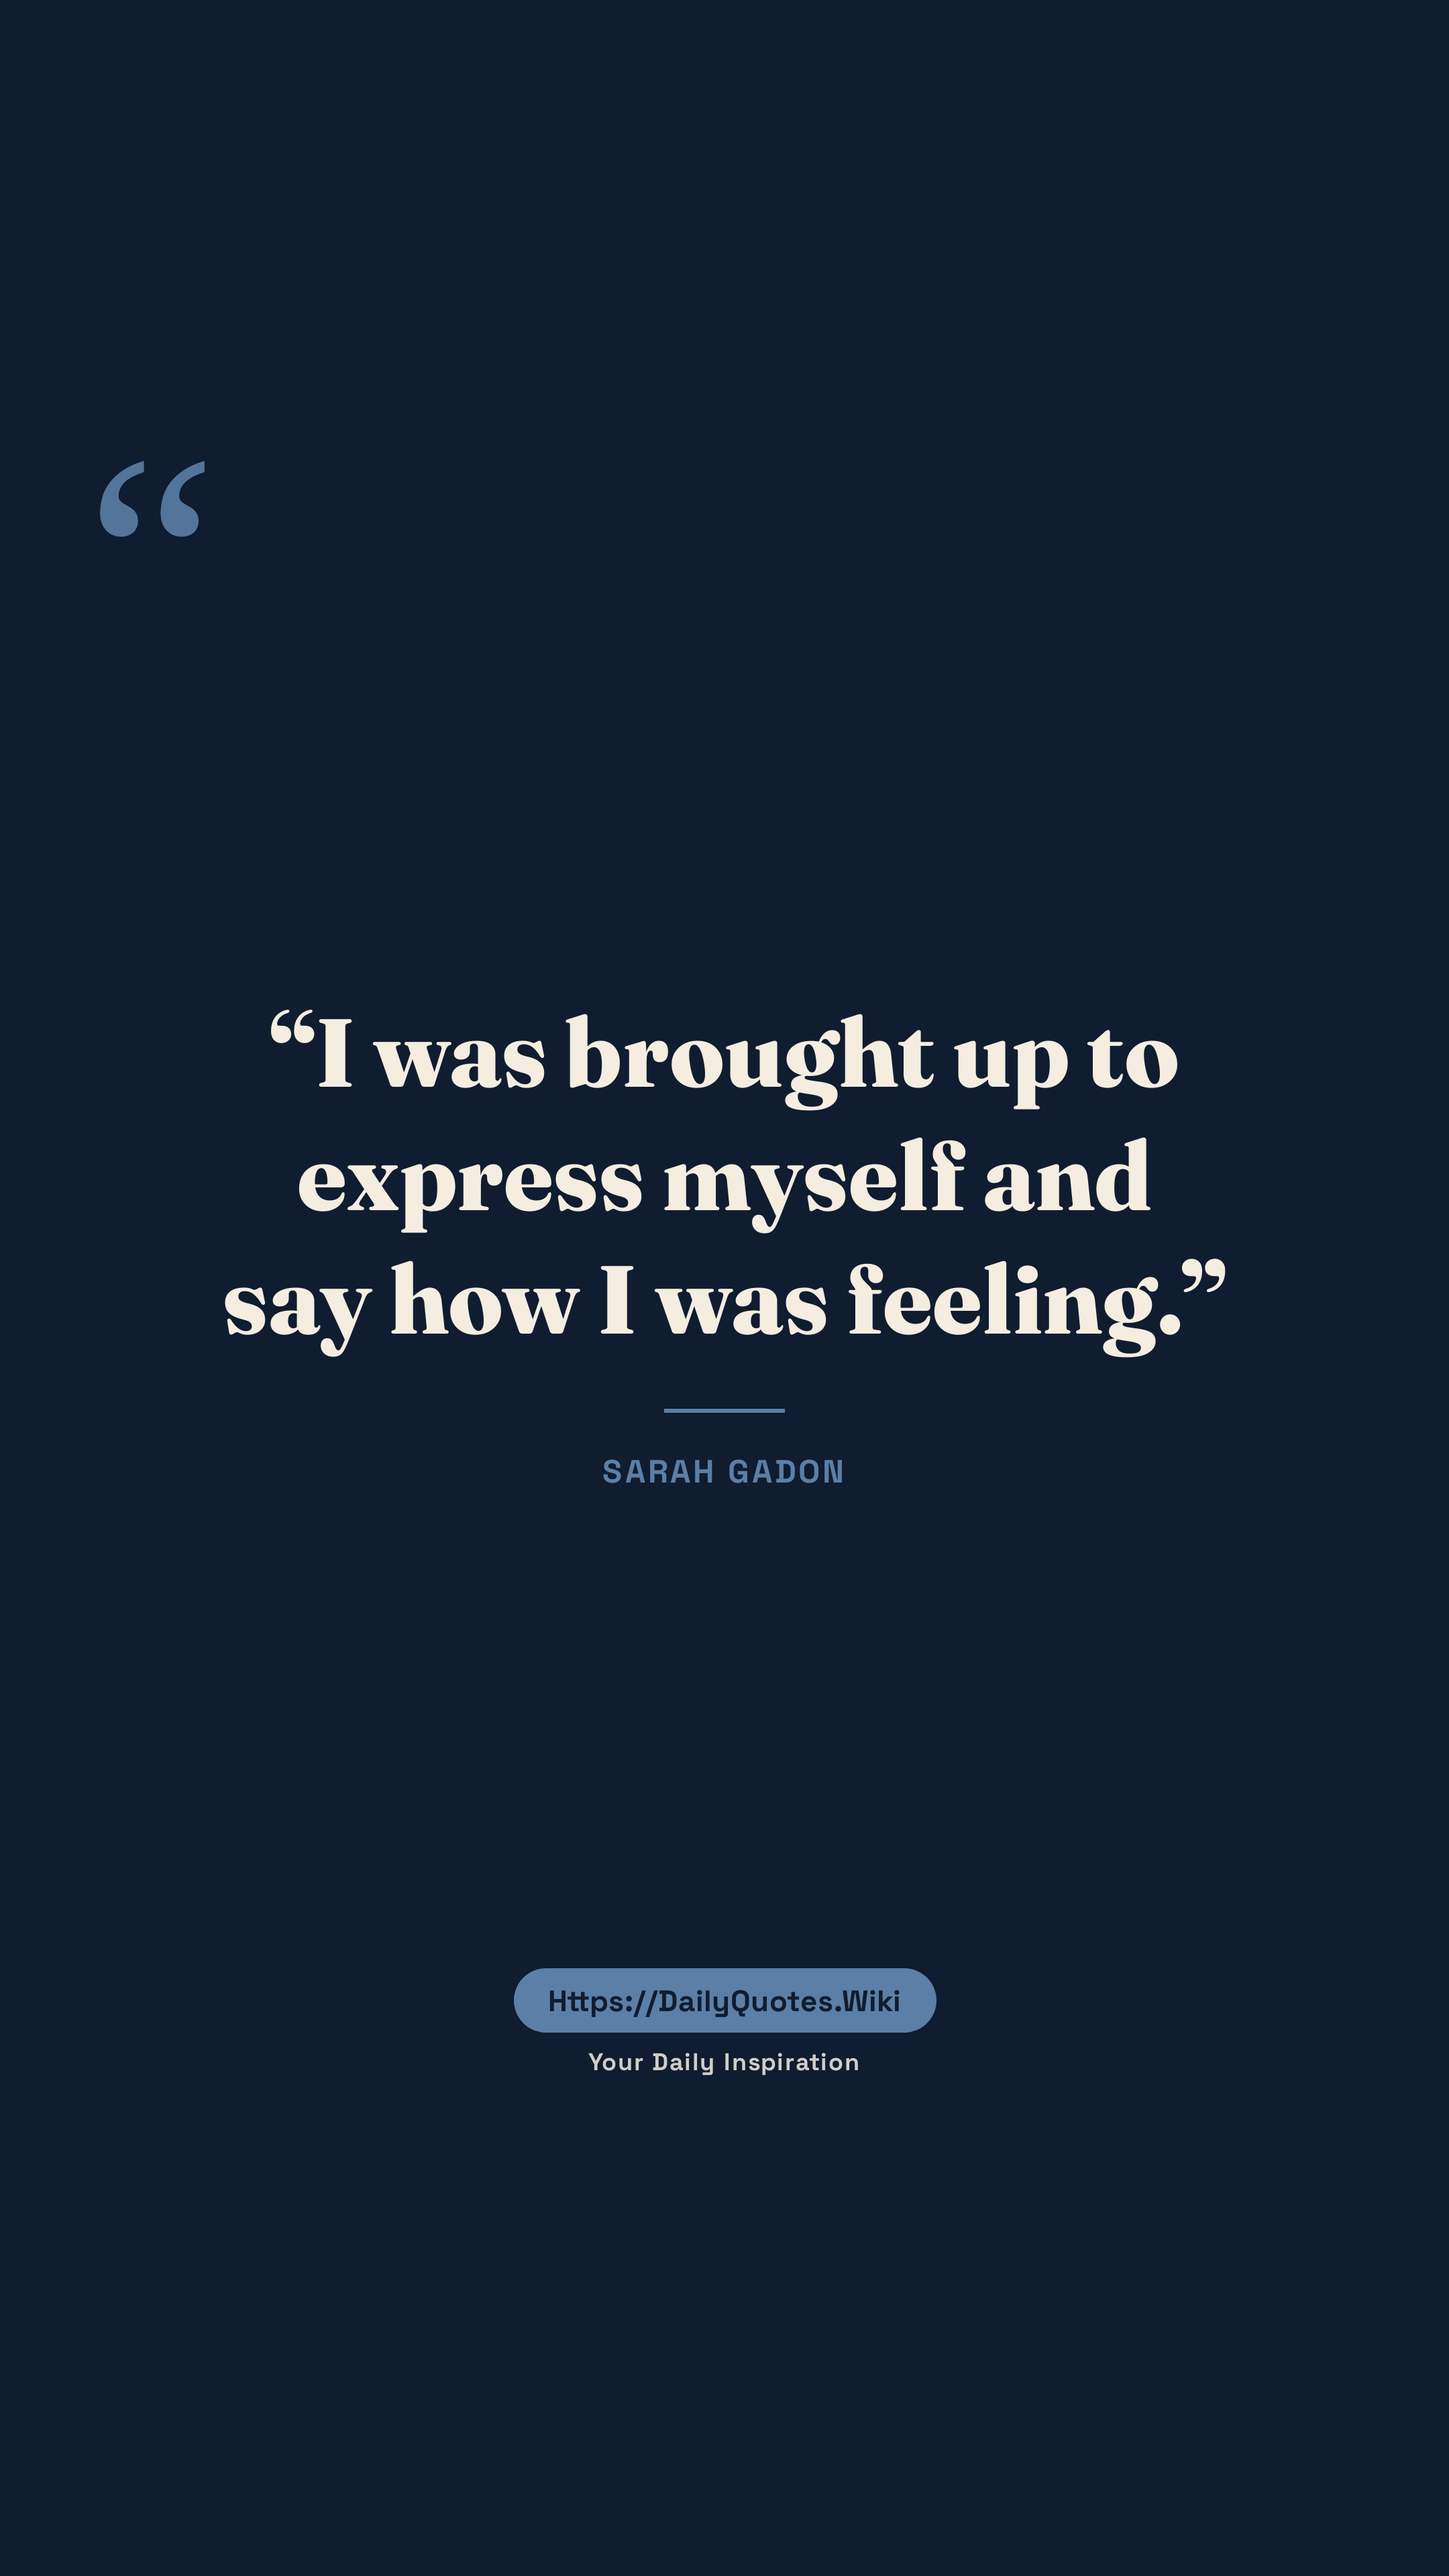 “
“I was brought up to
express myself and
say how I was feeling.”
SARAH GADON
Https://DailyQuotes.Wiki
Your Daily Inspiration